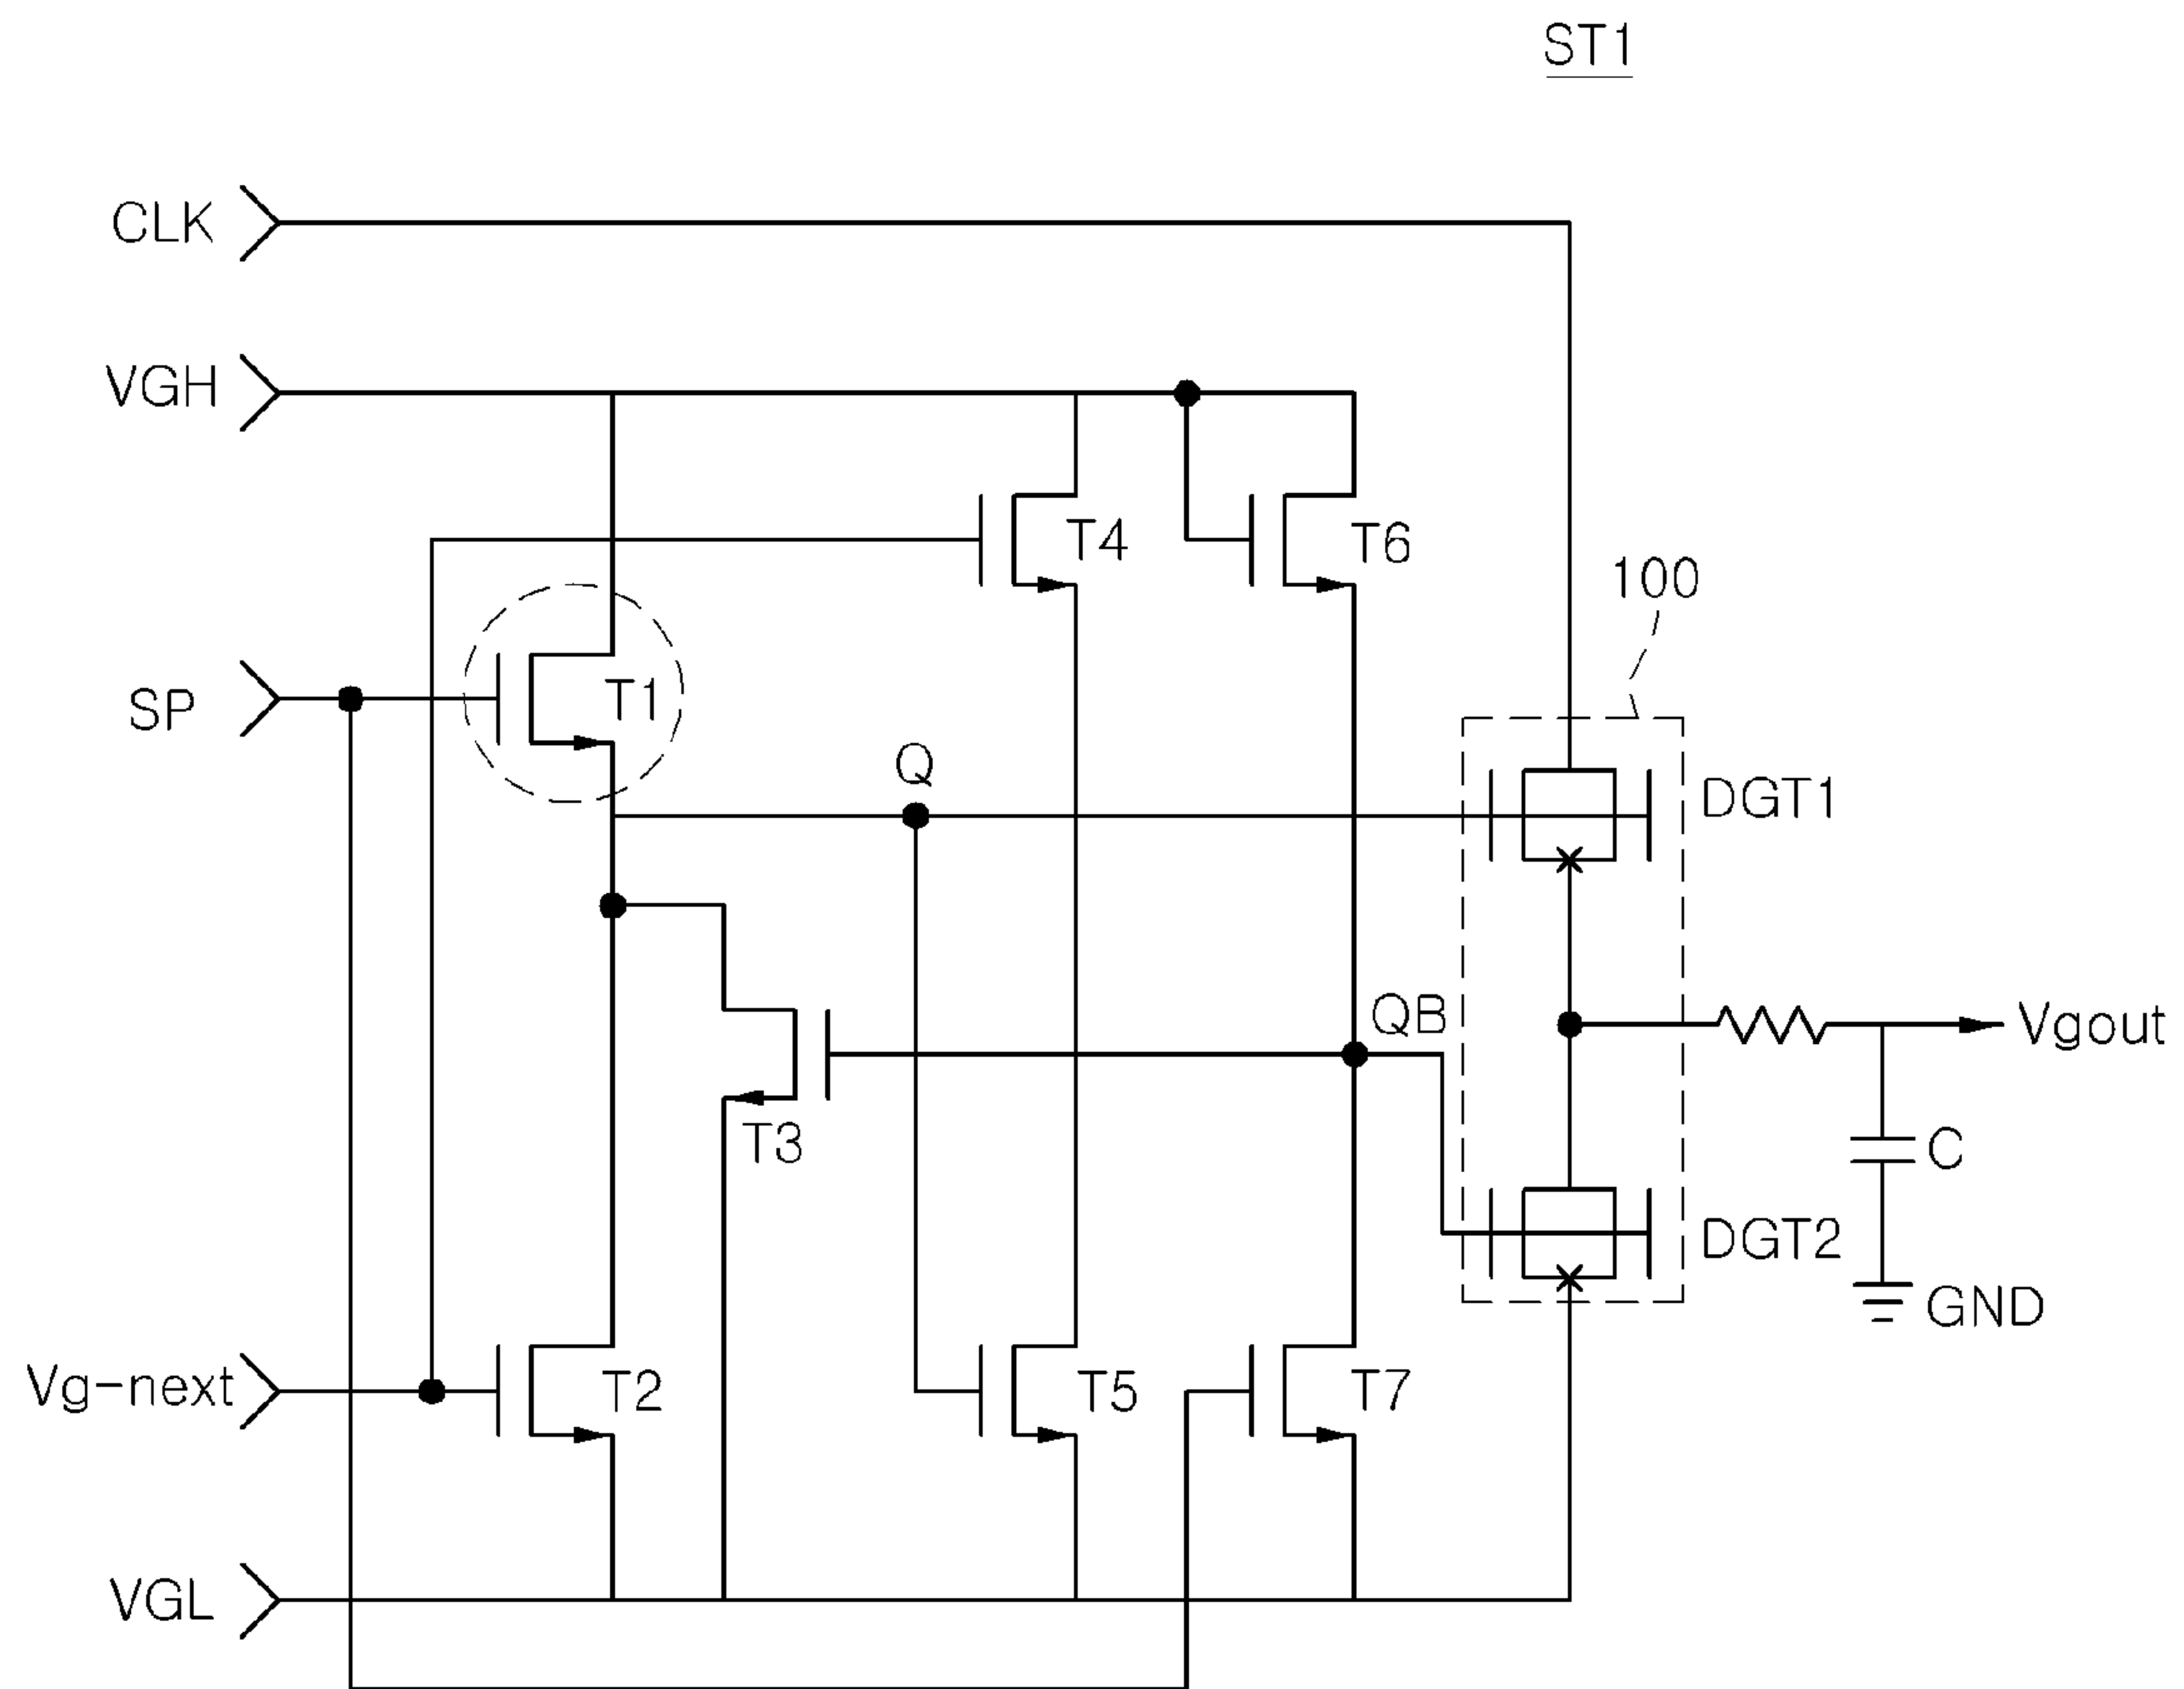 ST1
CLK
VGH
T4
T6
100
SP
T1
Q
DGT1
QB
Vgout
T3
C
DGT2
GND
Vg-next
T2
T5
T7
VGL